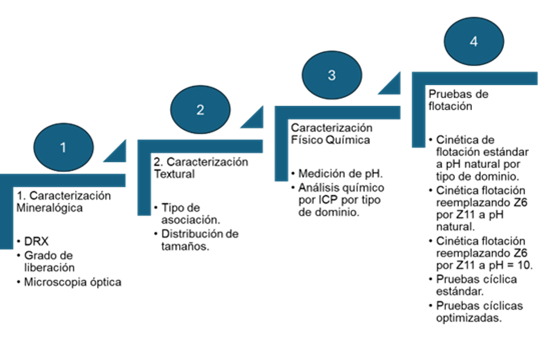 1
1. Caracterización
Mineralógica
• DRX
• Grado de
liberación
• Microscopia óptica
2
2. Caracterización
Textural
• Tipo de
asociación.
• Distribución de
tamaños.
3
Caracterización
Físico Química
• Medición de pH.
• Análisis químico
por ICP por tipo
de dominio.
4
Pruebas de
flotación
• Cinética de
flotación estándar
a pH natural por
tipo de dominio.
• Cinética flotación
reemplazando Z6
por Z11 a pH
natural.
• Cinética flotación
reemplazando Z6
por Z11 a pH = 10.
• Pruebas cíclica
estándar.
• Pruebas cíclicas
optimizadas.